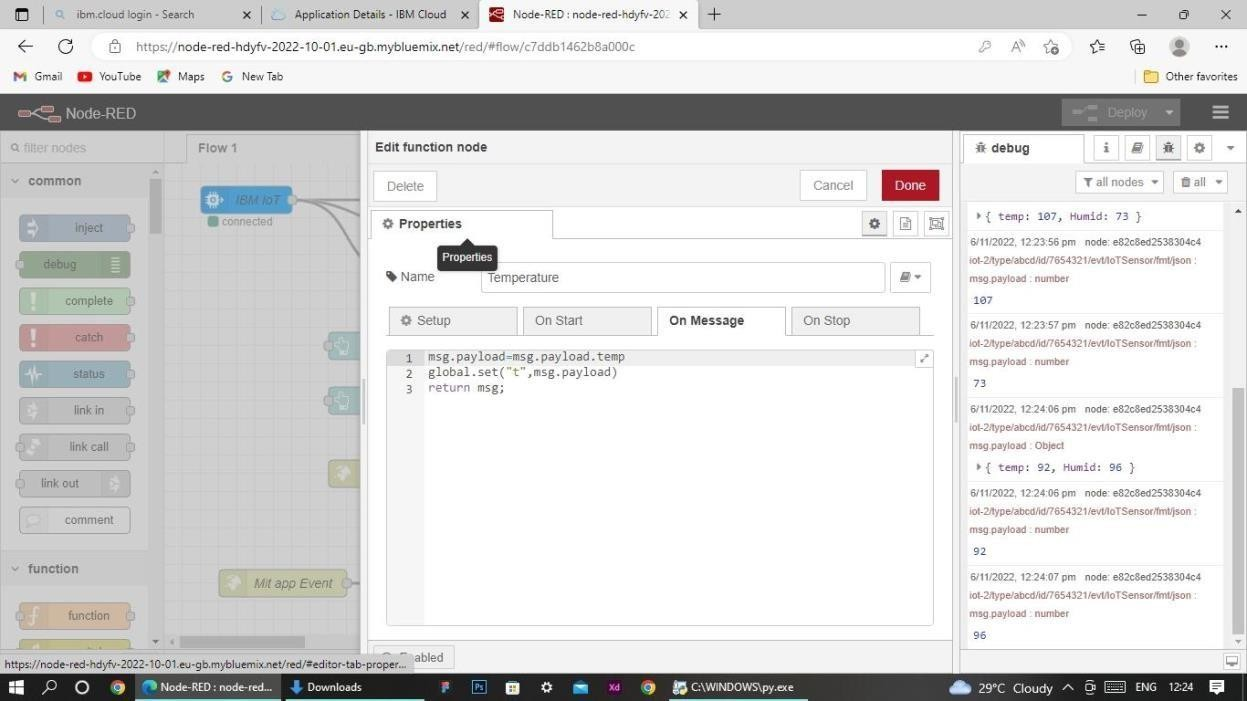 ibm.cloud login - Search
Application Details - IBM Cloud
Node-RED : node-red-hdyfv-202
https://node-red-hdyfv-2022-10-01.eu-gb.mybluemix.net/red/#flow/c7ddb1462b8a000c
Gmail YouTube Maps New Tab Other favorites
Node-RED Deploy
filter nodes
Flow 1
Edit function node
debug
i
common
Delete Cancel Done
all nodes all
IBM IoT
connected
Properties
Properties
inject
debug
complete
catch
status
link in
link call
link out
comment
function
function
Mit app Event
Name Temperature
Setup On Start On Message On Stop
1 msg.payload=msg.payload.temp
2 global.set("t",msg.payload)
3 return msg;
{ temp: 107, Humid: 73 }
6/11/2022, 12:23:56 pm node: e82c8ed2538304c4
iot-2/type/abcd/id/7654321/evt/IoTSensor/fmt/json :
msg.payload : number
107
6/11/2022, 12:23:57 pm node: e82c8ed2538304c4
iot-2/type/abcd/id/7654321/evt/IoTSensor/fmt/json :
msg.payload : number
73
6/11/2022, 12:24:06 pm node: e82c8ed2538304c4
iot-2/type/abcd/id/7654321/evt/IoTSensor/fmt/json :
msg.payload : Object
{ temp: 92, Humid: 96 }
6/11/2022, 12:24:06 pm node: e82c8ed2538304c4
iot-2/type/abcd/id/7654321/evt/IoTSensor/fmt/json :
msg.payload : number
92
6/11/2022, 12:24:07 pm node: e82c8ed2538304c4
iot-2/type/abcd/id/7654321/evt/IoTSensor/fmt/json :
msg.payload : number
96
https://node-red-hdyfv-2022-10-01.eu-gb.mybluemix.net/red/#editor-tab-proper...
Node-RED : node-red... Downloads Ps Xd C:\WINDOWS\py.exe 29°C Cloudy ENG 12:24